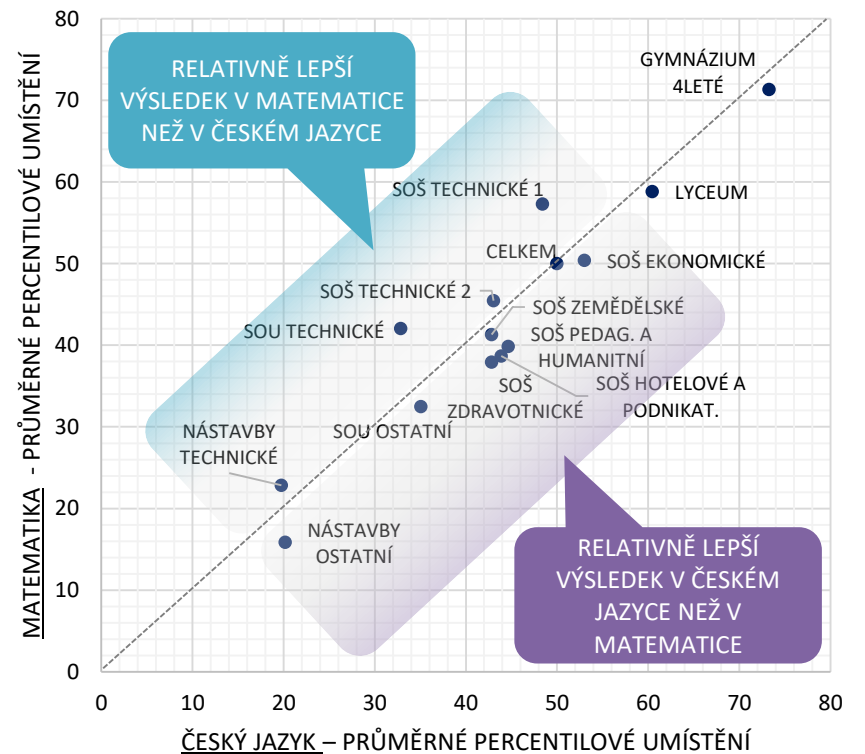 MATEMATIKA - PRŮMĚRNÉ PERCENTILOVÉ UMÍSTĚNÍ
80
70
60
50
40
30
20
10
0
RELATIVNĚ LEPŠÍ
VÝSLEDEK V MATEMATICE
NEŽ V ČESKÉM JAZYCE
GYMNÁZIUM
4LETÉ
SOŠ TECHNICKÉ 1
LYCEUM
CELKEM
SOŠ EKONOMICKÉ
SOŠ TECHNICKÉ 2
SOŠ ZEMĚDĚLSKÉ
SOU TECHNICKÉ
SOŠ PEDAG. A
HUMANITNÍ
SOŠ HOTELOVÉ A
PODNIKAT.
SOŠ
ZDRAVOTNICKÉ
SOU OSTATNÍ
NÁSTAVBY
TECHNICKÉ
NÁSTAVBY
OSTATNÍ
RELATIVNĚ LEPŠÍ
VÝSLEDEK V ČESKÉM
JAZYCE NEŽ V
MATEMATICE
0 10 20 30 40 50 60 70 80
ČESKÝ JAZYK – PRŮMĚRNÉ PERCENTILOVÉ UMÍSTĚNÍ